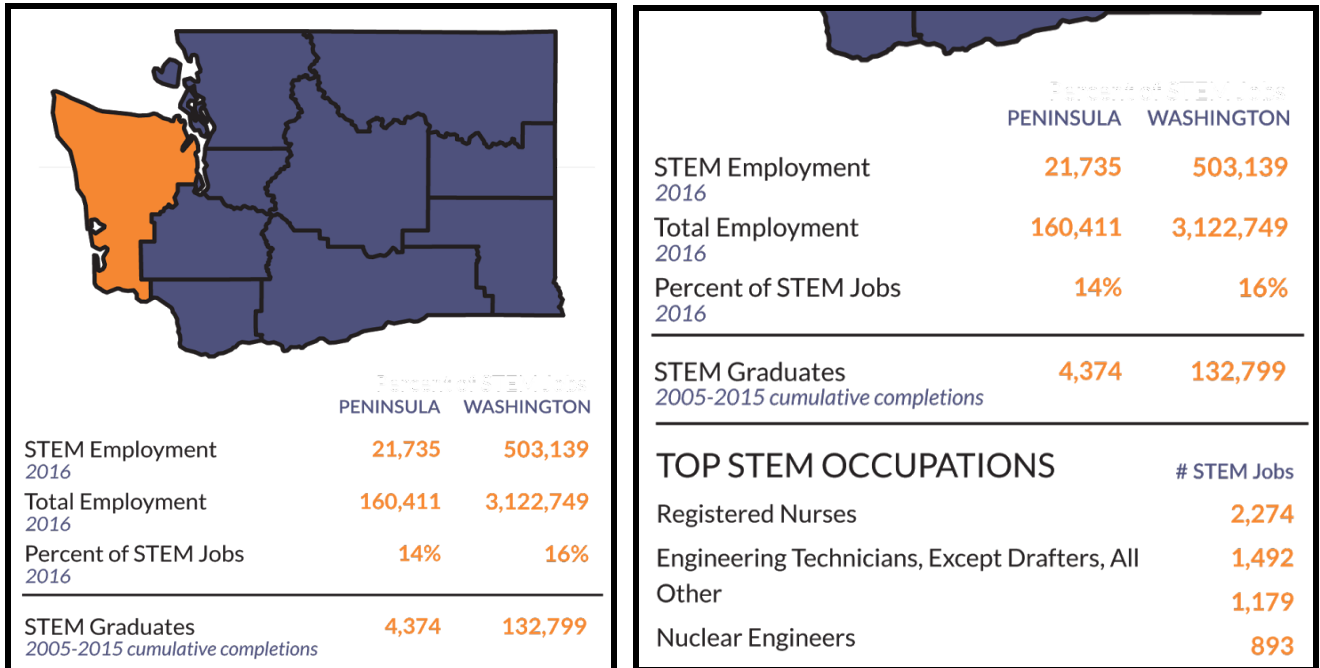 PENINSULA WASHINGTON
STEM Employment 21,735 503,139
2016
Total Employment 160,411 3,122,749
2016
Percent of STEM Jobs 14% 16%
2016
STEM Graduates 4,374 132,799
2005-2015 cumulative completions
Percent of STEM Jobs
PENINSULA WASHINGTON
STEM Employment 21,735 503,139
2016
Total Employment 160,411 3,122,749
2016
Percent of STEM Jobs 14% 16%
2016
STEM Graduates 4,374 132,799
2005-2015 cumulative completions
TOP STEM OCCUPATIONS # STEM Jobs
Registered Nurses 2,274
Engineering Technicians, Except Drafters, All 1,492
Other 1,179
Nuclear Engineers 893